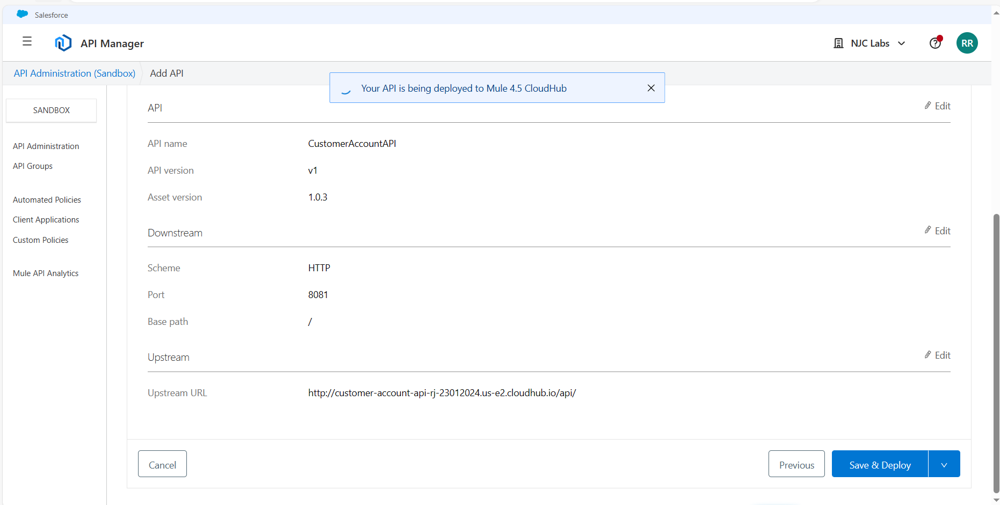 Salesforce
API Manager
NJC Labs
RR
API Administration (Sandbox)
Add API
Your API is being deployed to Mule 4.5 CloudHub
SANDBOX
API Administration
API Groups
Automated Policies
Client Applications
Custom Policies
Mule API Analytics
API
Edit
API name CustomerAccountAPI
API version v1
Asset version 1.0.3
Downstream
Edit
Scheme HTTP
Port 8081
Base path /
Upstream
Edit
Upstream URL http://customer-account-api-rj-23012024.us-e2.cloudhub.io/api/
Cancel
Previous
Save & Deploy